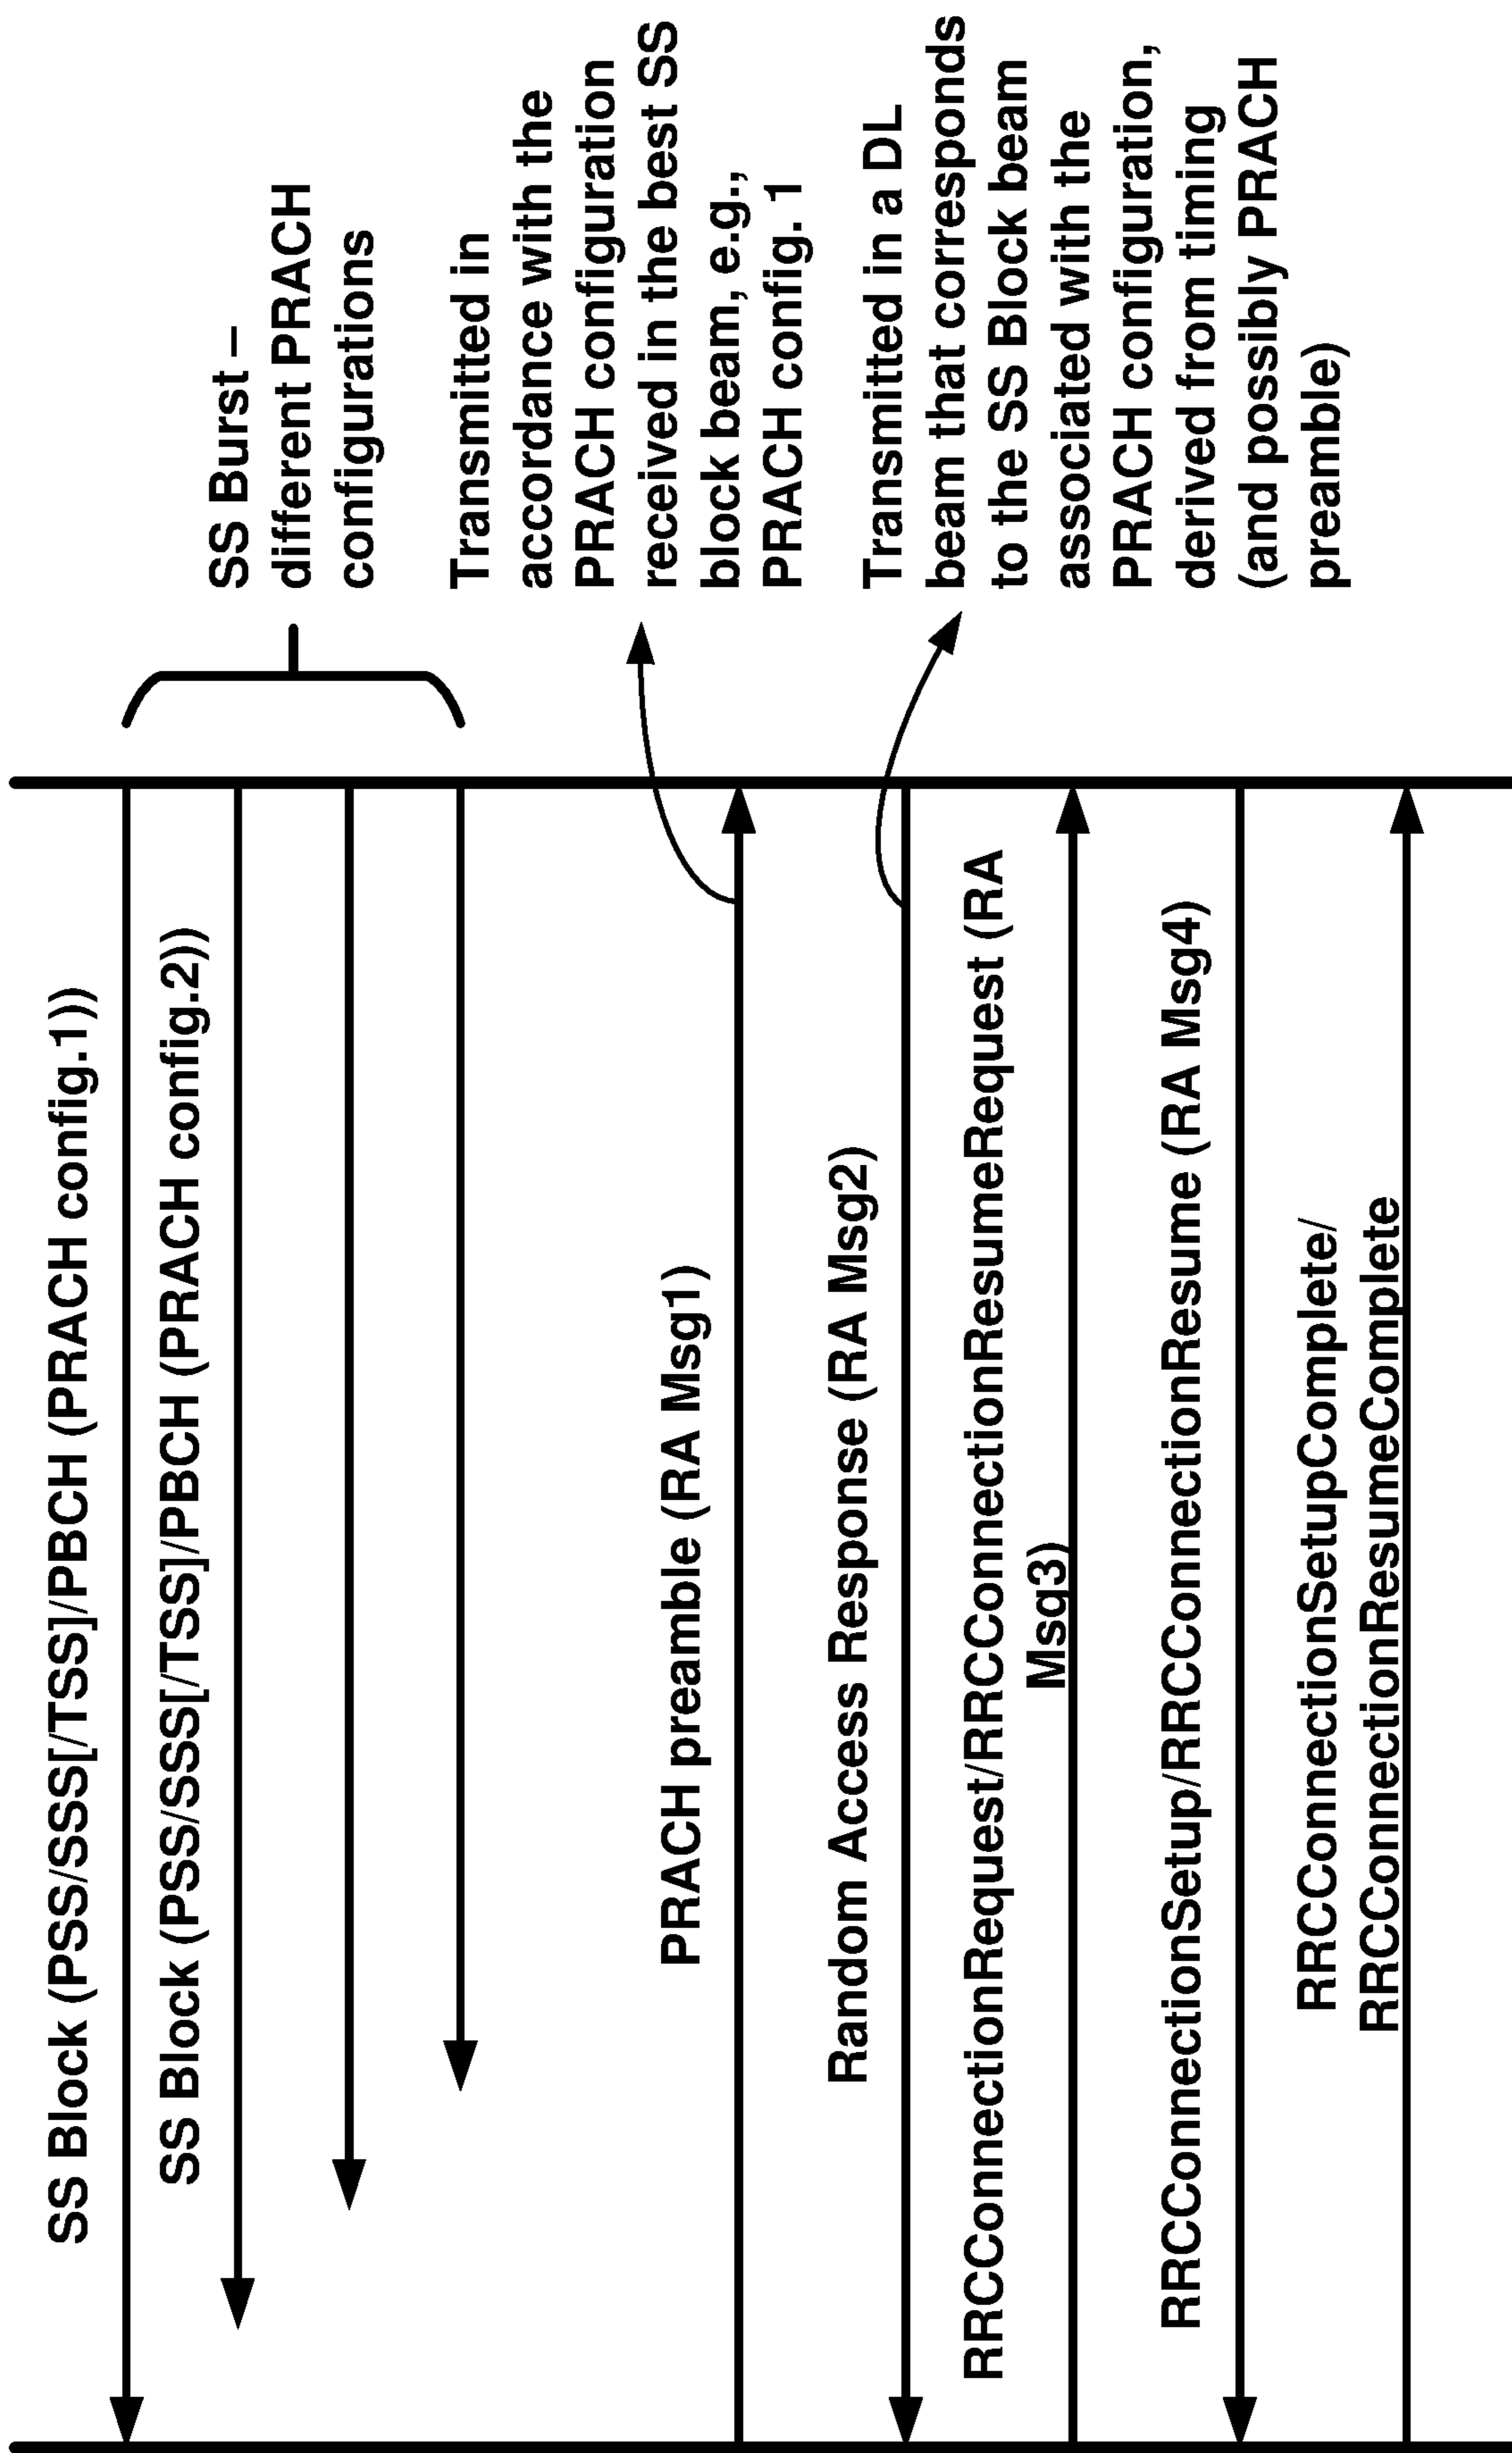 SS Block (PSS/SSS[/TSS]/PBCH (PRACH config.1))
SS Block (PSS/SSS[/TSS]/PBCH (PRACH config.2))
SS Burst –
different PRACH
configurations
Transmitted in
accordance with the
PRACH configuration
received in the best SS
block beam, e.g.,
PRACH config. 1
PRACH preamble (RA Msg1)
Random Access Response (RA Msg2)
Transmitted in a DL
beam that corresponds
to the SS Block beam
associated with the
PRACH configuration,
derived from timing
(and possibly PRACH
preamble)
RRCConnectionRequest/RRCConnectionResumeRequest (RA
Msg3)
RRCConnectionSetup/RRCConnectionResume (RA Msg4)
RRCConnectionSetupComplete/
RRCConnectionResumeComplete